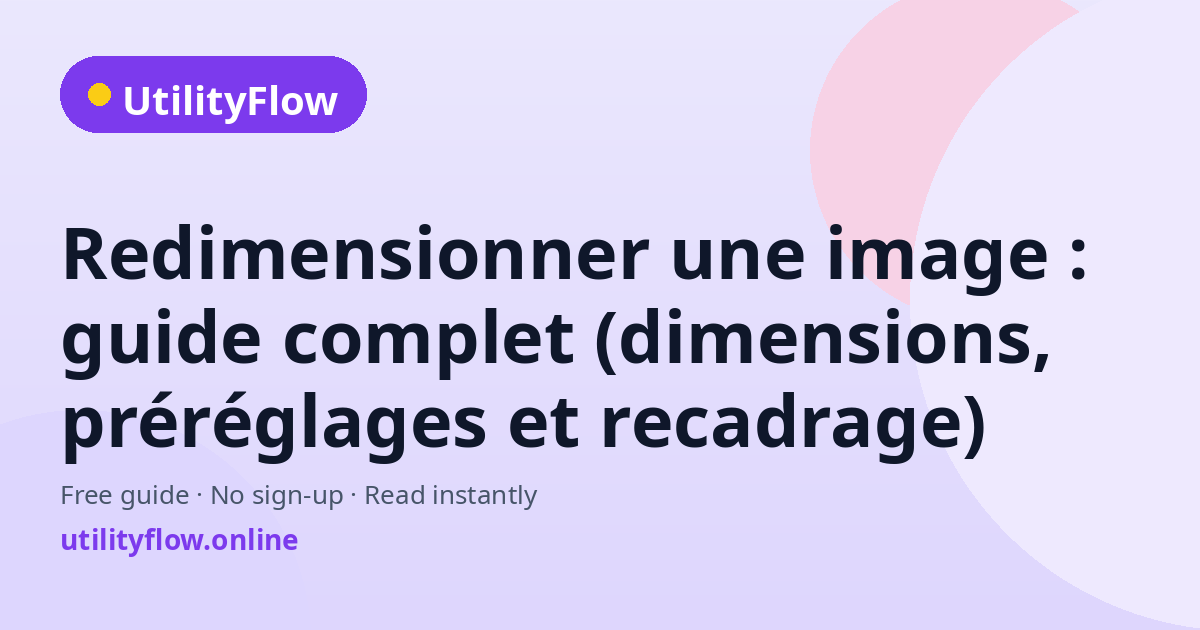 UtilityFlow
Redimensionner une image :
guide complet (dimensions,
préréglages et recadrage)
Free guide · No sign-up · Read instantly
utilityflow.online